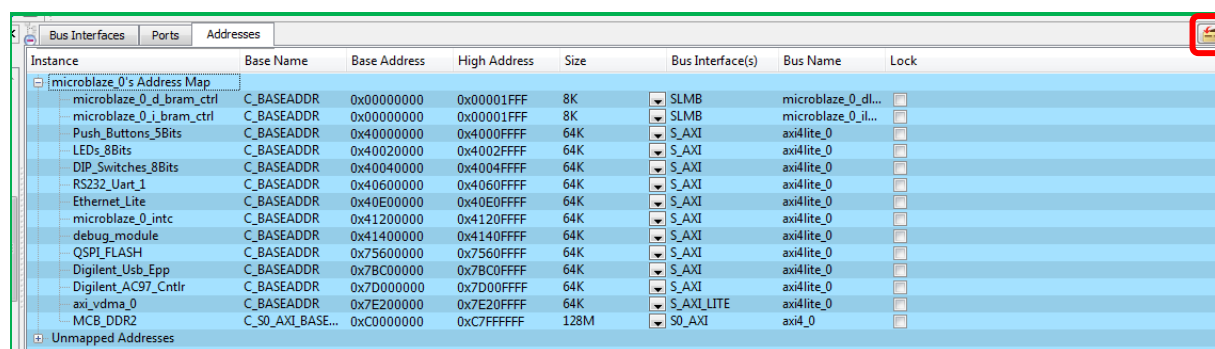 Bus Interfaces Ports Addresses
Instance Base Name Base Address High Address Size Bus Interface(s) Bus Name Lock
microblaze_0's Address Map
microblaze_0_d_bram_ctrl C_BASEADDR 0x00000000 0x00001FFF 8K SLMB microblaze_0_dl...
microblaze_0_i_bram_ctrl C_BASEADDR 0x00000000 0x00001FFF 8K SLMB microblaze_0_il...
Push_Buttons_5Bits C_BASEADDR 0x40000000 0x4000FFFF 64K S_AXI axi4lite_0
LEDs_8Bits C_BASEADDR 0x40020000 0x4002FFFF 64K S_AXI axi4lite_0
DIP_Switches_8Bits C_BASEADDR 0x40040000 0x4004FFFF 64K S_AXI axi4lite_0
RS232_Uart_1 C_BASEADDR 0x40600000 0x4060FFFF 64K S_AXI axi4lite_0
Ethernet_Lite C_BASEADDR 0x40E00000 0x40E0FFFF 64K S_AXI axi4lite_0
microblaze_0_intc C_BASEADDR 0x41200000 0x4120FFFF 64K S_AXI axi4lite_0
debug_module C_BASEADDR 0x41400000 0x4140FFFF 64K S_AXI axi4lite_0
QSPI_FLASH C_BASEADDR 0x75600000 0x7560FFFF 64K S_AXI axi4lite_0
Digilent_Usb_Epp C_BASEADDR 0x7BC00000 0x7BC0FFFF 64K S_AXI axi4lite_0
Digilent_AC97_Cntlr C_BASEADDR 0x7D000000 0x7D00FFFF 64K S_AXI axi4lite_0
axi_vdma_0 C_BASEADDR 0x7E200000 0x7E20FFFF 64K S_AXI_LITE axi4lite_0
MCB_DDR2 C_S0_AXI_BASE... 0xC0000000 0xC7FFFFFF 128M S0_AXI axi4_0
Unmapped Addresses